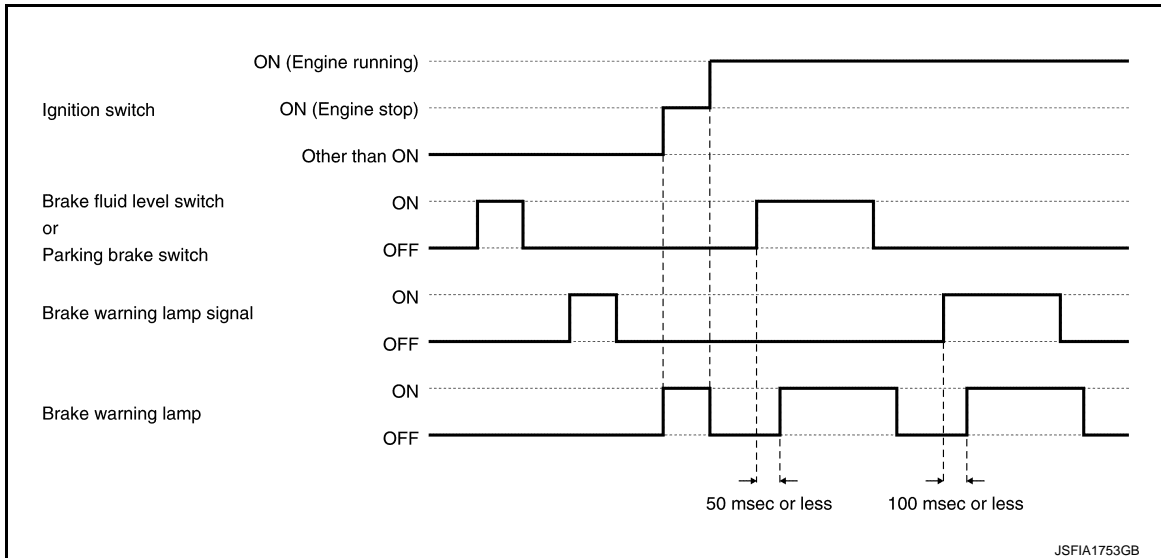 ON (Engine running)
Ignition switch
ON (Engine stop)
Other than ON
Brake fluid level switch
or
Parking brake switch
ON
OFF
Brake warning lamp signal
ON
OFF
Brake warning lamp
ON
OFF
50 msec or less
100 msec or less
JSFIA1753GB